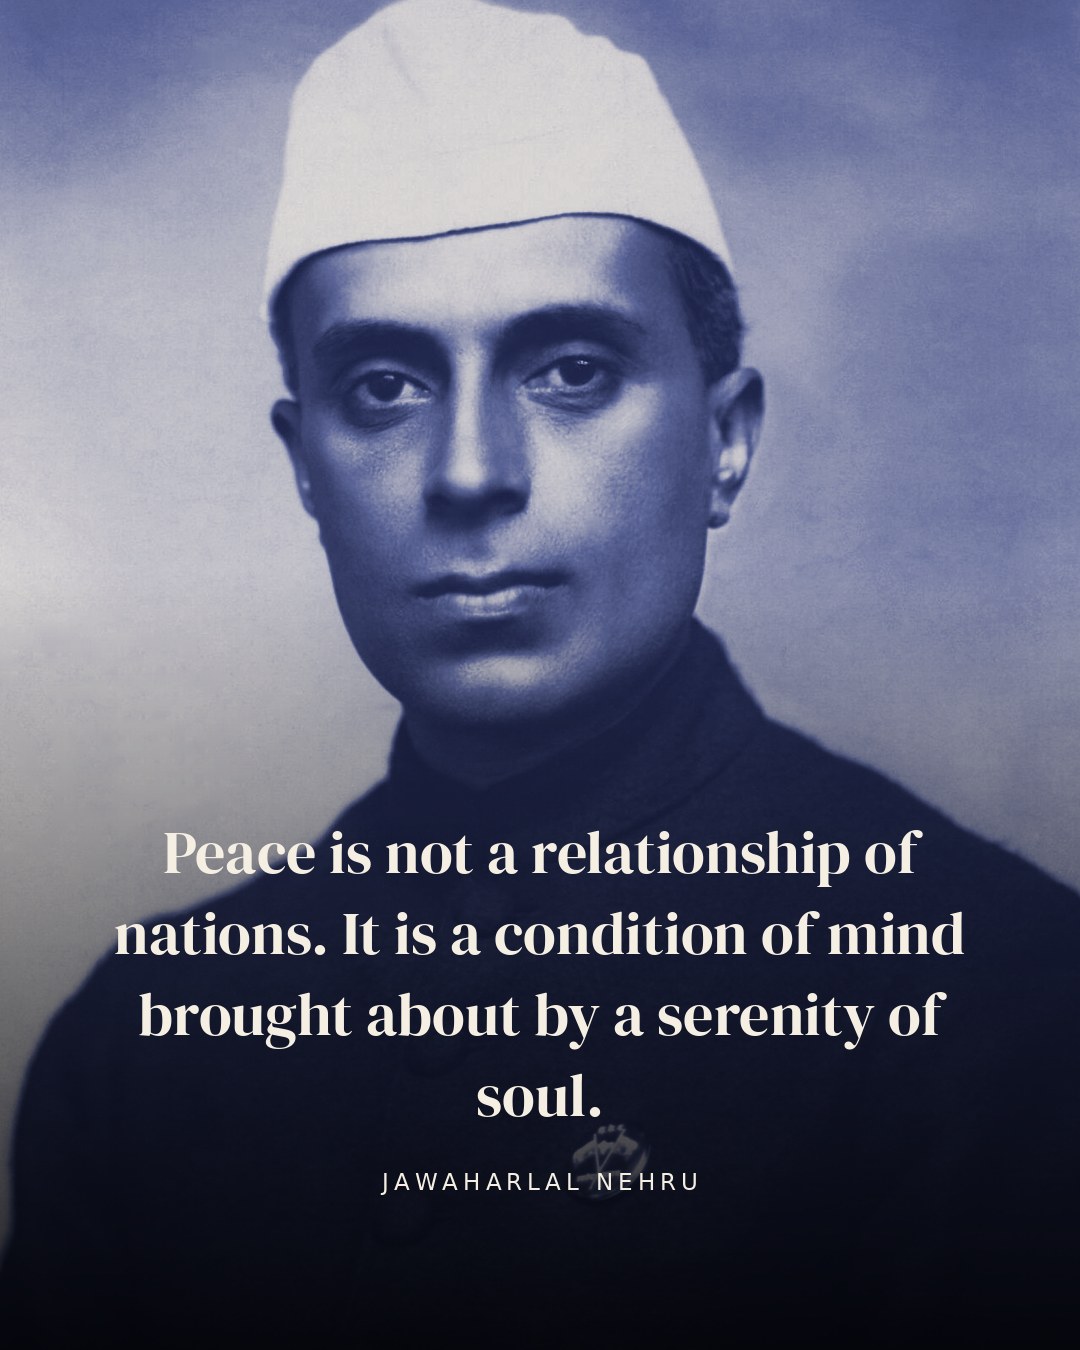 Peace is not a relationship of
nations. It is a condition of mind
brought about by a serenity of
soul.
JAWAHARLAL NEHRU